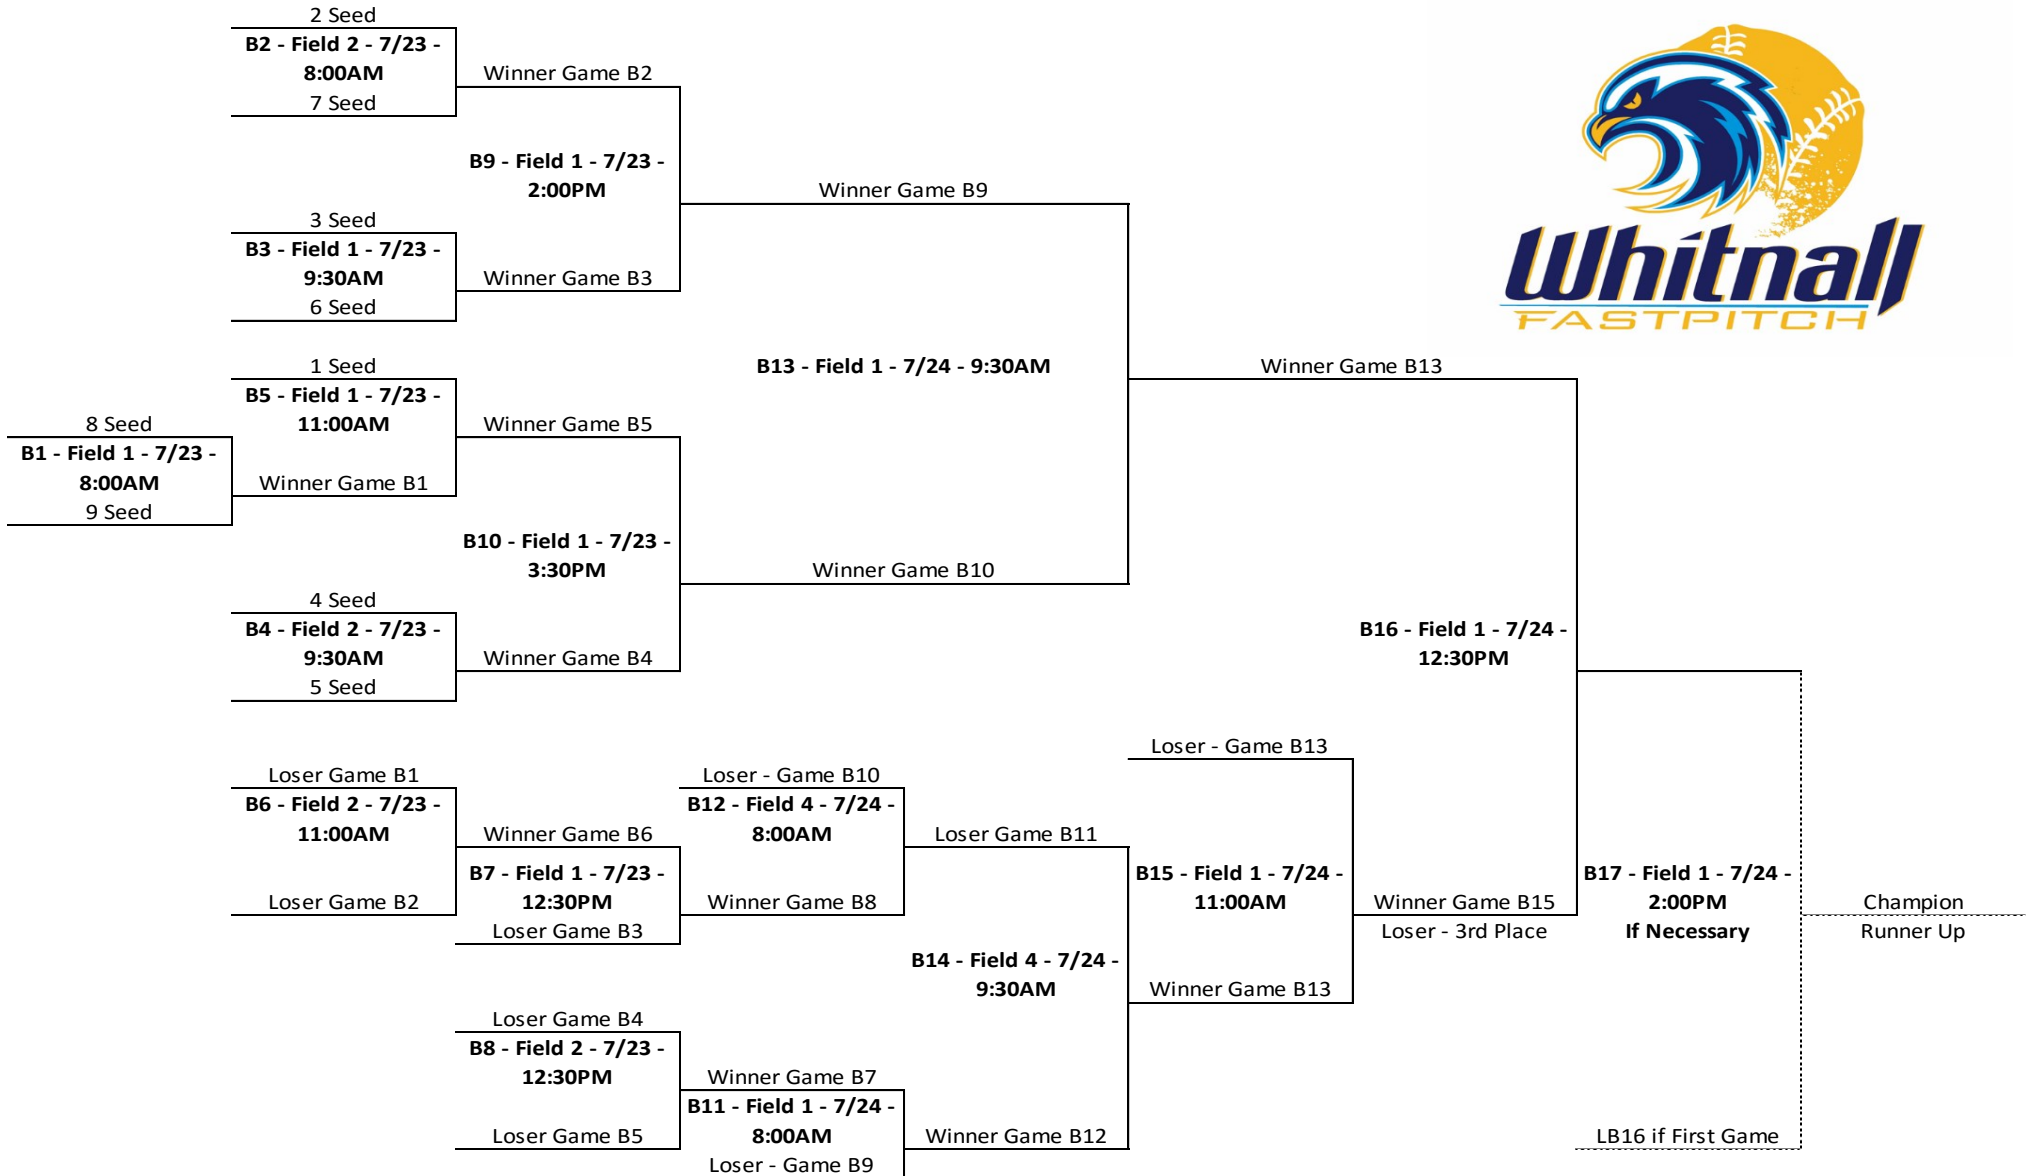 2 Seed
B2 - Field 2 - 7/23 -
8:00AM
7 Seed
Winner Game B2
B9 - Field 1 - 7/23 -
2:00PM
3 Seed
B3 - Field 1 - 7/23 -
9:30AM
6 Seed
Winner Game B3
Winner Game B9
Whitnall
FASTPITCH
1 Seed
B5 - Field 1 - 7/23 -
11:00AM
8 Seed
B1 - Field 1 - 7/23 -
8:00AM
9 Seed
Winner Game B1
Winner Game B5
B13 - Field 1 - 7/24 - 9:30AM
Winner Game B13
B10 - Field 1 - 7/23 -
3:30PM
Winner Game B10
4 Seed
B4 - Field 2 - 7/23 -
9:30AM
5 Seed
Winner Game B4
B16 - Field 1 - 7/24 -
12:30PM
Loser Game B1
B6 - Field 2 - 7/23 -
11:00AM
Loser Game B2
Winner Game B6
B7 - Field 1 - 7/23 -
12:30PM
Loser Game B3
Loser - Game B10
B12 - Field 4 - 7/24 -
8:00AM
Winner Game B8
Loser Game B11
Loser - Game B13
B15 - Field 1 - 7/24 -
11:00AM
Winner Game B15
Loser - 3rd Place
B17 - Field 1 - 7/24 -
2:00PM
If Necessary
Champion
Runner Up
B14 - Field 4 - 7/24 -
9:30AM
Winner Game B13
Loser Game B4
B8 - Field 2 - 7/23 -
12:30PM
Loser Game B5
Winner Game B7
B11 - Field 1 - 7/24 -
8:00AM
Loser - Game B9
Winner Game B12
LB16 if First Game